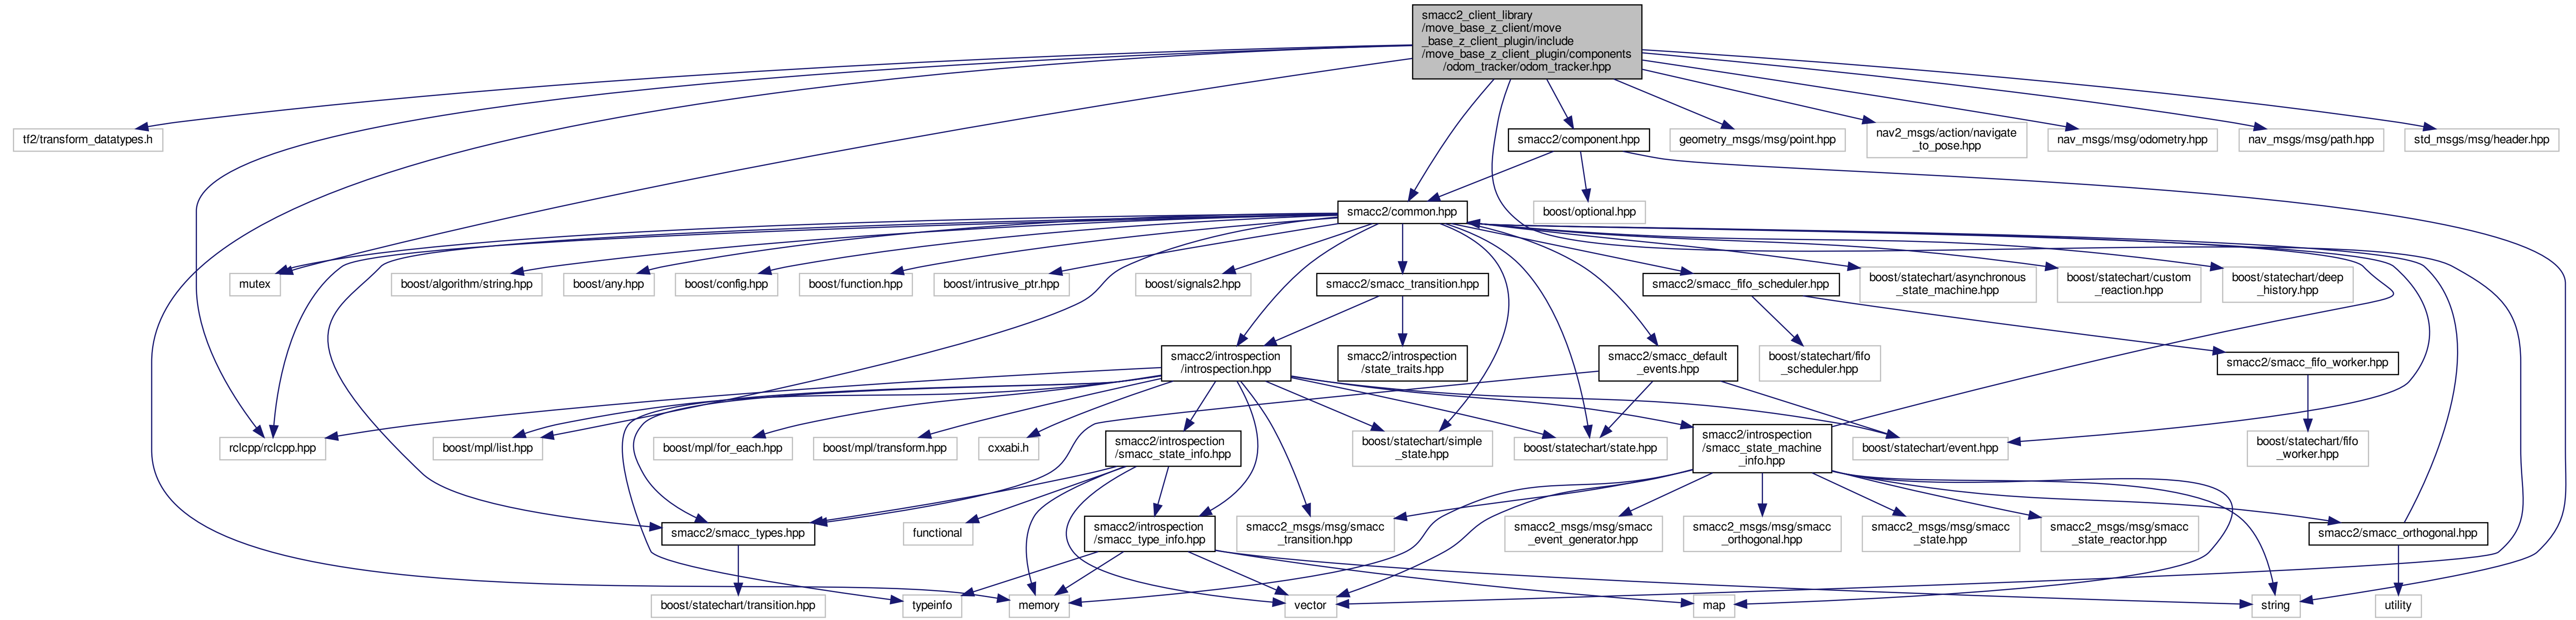 smacc2_client_library
/move_base_z_client/move
_base_z_client_plugin/include
/move_base_z_client_plugin/components
/odom_tracker/odom_tracker.hpp
tf2/transform_datatypes.h
smacc2/component.hpp
geometry_msgs/msg/point.hpp
nav2_msgs/action/navigate
_to_pose.hpp
nav_msgs/msg/odometry.hpp
nav_msgs/msg/path.hpp
std_msgs/msg/header.hpp
smacc2/common.hpp
boost/optional.hpp
mutex
boost/algorithm/string.hpp
boost/any.hpp
boost/config.hpp
boost/function.hpp
boost/intrusive_ptr.hpp
boost/signals2.hpp
smacc2/smacc_transition.hpp
smacc2/smacc_fifo_scheduler.hpp
boost/statechart/asynchronous
_state_machine.hpp
boost/statechart/custom
_reaction.hpp
boost/statechart/deep
_history.hpp
smacc2/introspection
/introspection.hpp
smacc2/introspection
/state_traits.hpp
smacc2/smacc_default
_events.hpp
boost/statechart/fifo
_scheduler.hpp
smacc2/smacc_fifo_worker.hpp
rclcpp/rclcpp.hpp
boost/mpl/list.hpp
boost/mpl/for_each.hpp
boost/mpl/transform.hpp
cxxabi.h
smacc2/introspection
/smacc_state_info.hpp
boost/statechart/simple
_state.hpp
boost/statechart/state.hpp
smacc2/introspection
/smacc_state_machine
_info.hpp
boost/statechart/event.hpp
boost/statechart/fifo
_worker.hpp
smacc2/smacc_types.hpp
functional
smacc2/introspection
/smacc_type_info.hpp
smacc2_msgs/msg/smacc
_transition.hpp
smacc2_msgs/msg/smacc
_event_generator.hpp
smacc2_msgs/msg/smacc
_orthogonal.hpp
smacc2_msgs/msg/smacc
_state.hpp
smacc2_msgs/msg/smacc
_state_reactor.hpp
smacc2/smacc_orthogonal.hpp
boost/statechart/transition.hpp
typeinfo
memory
vector
map
string
utility